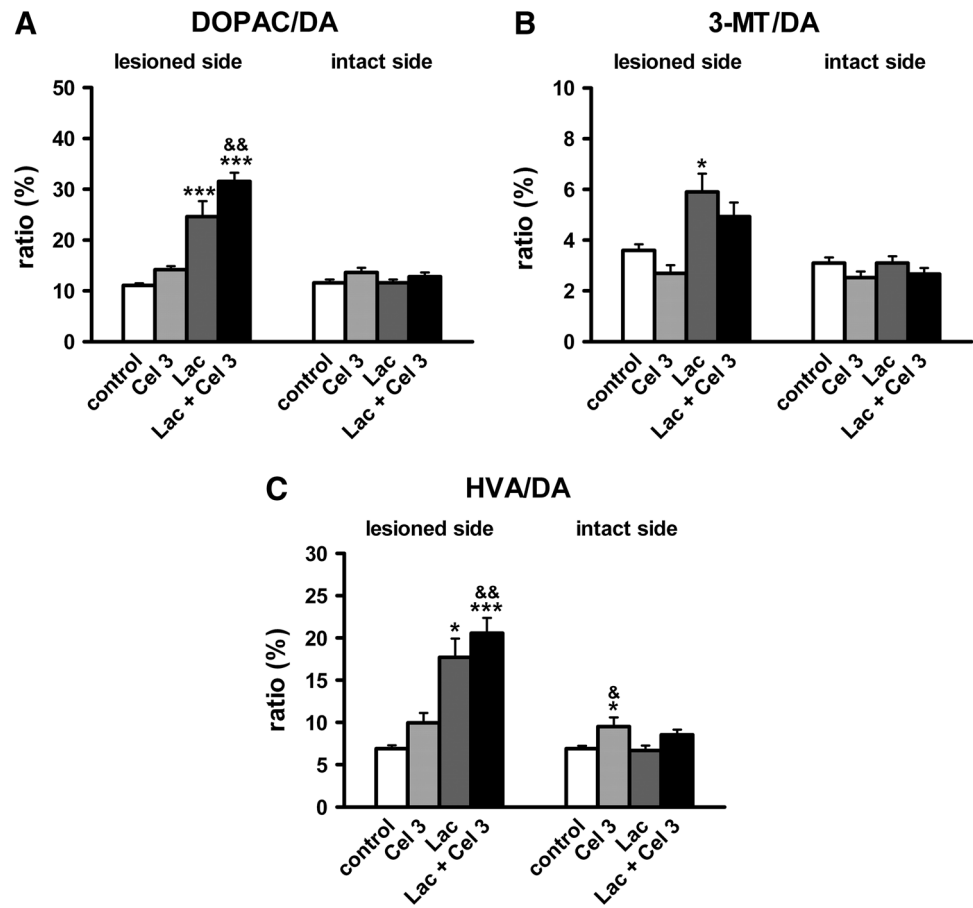 A
DOPAC/DA
lesioned side
intact side
ratio (%)
50
40
30
20
10
0
&&
***
***
control
Cel 3
Lac
Lac + Cel 3
control
Cel 3
Lac
Lac + Cel 3
B
3-MT/DA
lesioned side
intact side
ratio (%)
10
8
6
4
2
0
*
control
Cel 3
Lac
Lac + Cel 3
control
Cel 3
Lac
Lac + Cel 3
C
HVA/DA
lesioned side
intact side
ratio (%)
30
25
20
15
10
5
0
*
&&
***
&
*
control
Cel 3
Lac
Lac + Cel 3
control
Cel 3
Lac
Lac + Cel 3